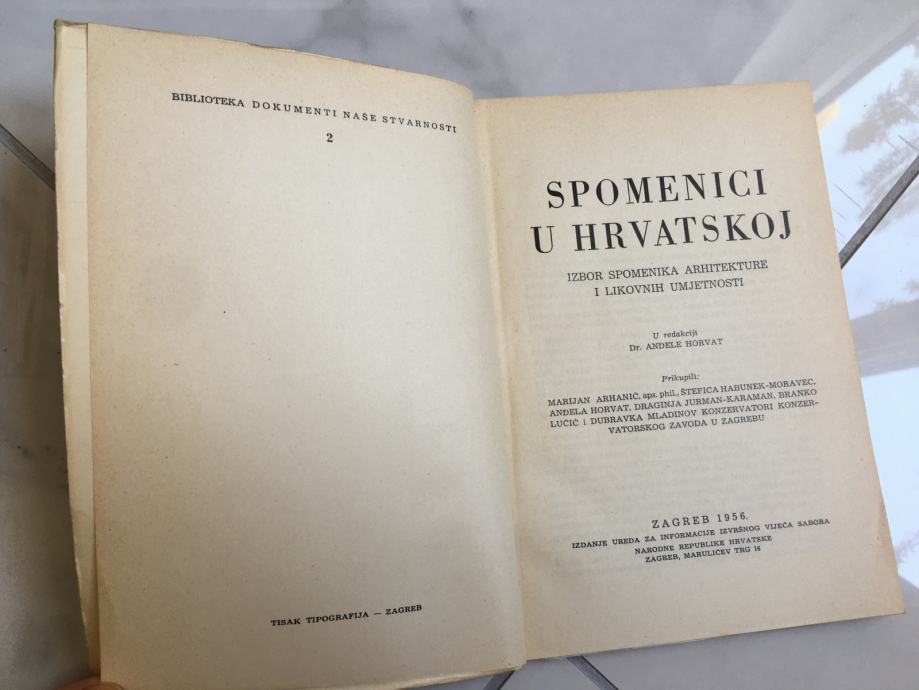 BIBLIOTEKA DOKUMENTI NAŠE STVARNOSTI
2
TISAK TIPOGRAFIJA — ZAGREB
SPOMENICI
U HRVATSKOJ
IZBOR SPOMENIKA ARHITEKTURE
I LIKOVNIH UMJETNOSTI
U redakciji
Dr. ANĐELE HORVAT
Prikupili:
MARIJAN ARHANIĆ, aps. phil., ŠTEFICA HABUNEK-MORAVEC,
ANĐELA HORVAT, DRAGINJA JURMAN-KARAMAN, BRANKO
LUČIĆ i DUBRAVKA MLADINOV KONZERVATORI KONZER-
VATORSKOG ZAVODA U ZAGREBU
ZAGREB 1956.
IZDANJE UREDA ZA INFORMACIJE IZVRŠNOG VIJEĆA SABORA
NARODNE REPUBLIKE HRVATSKE
ZAGREB, MARULIĆEV TRG 16